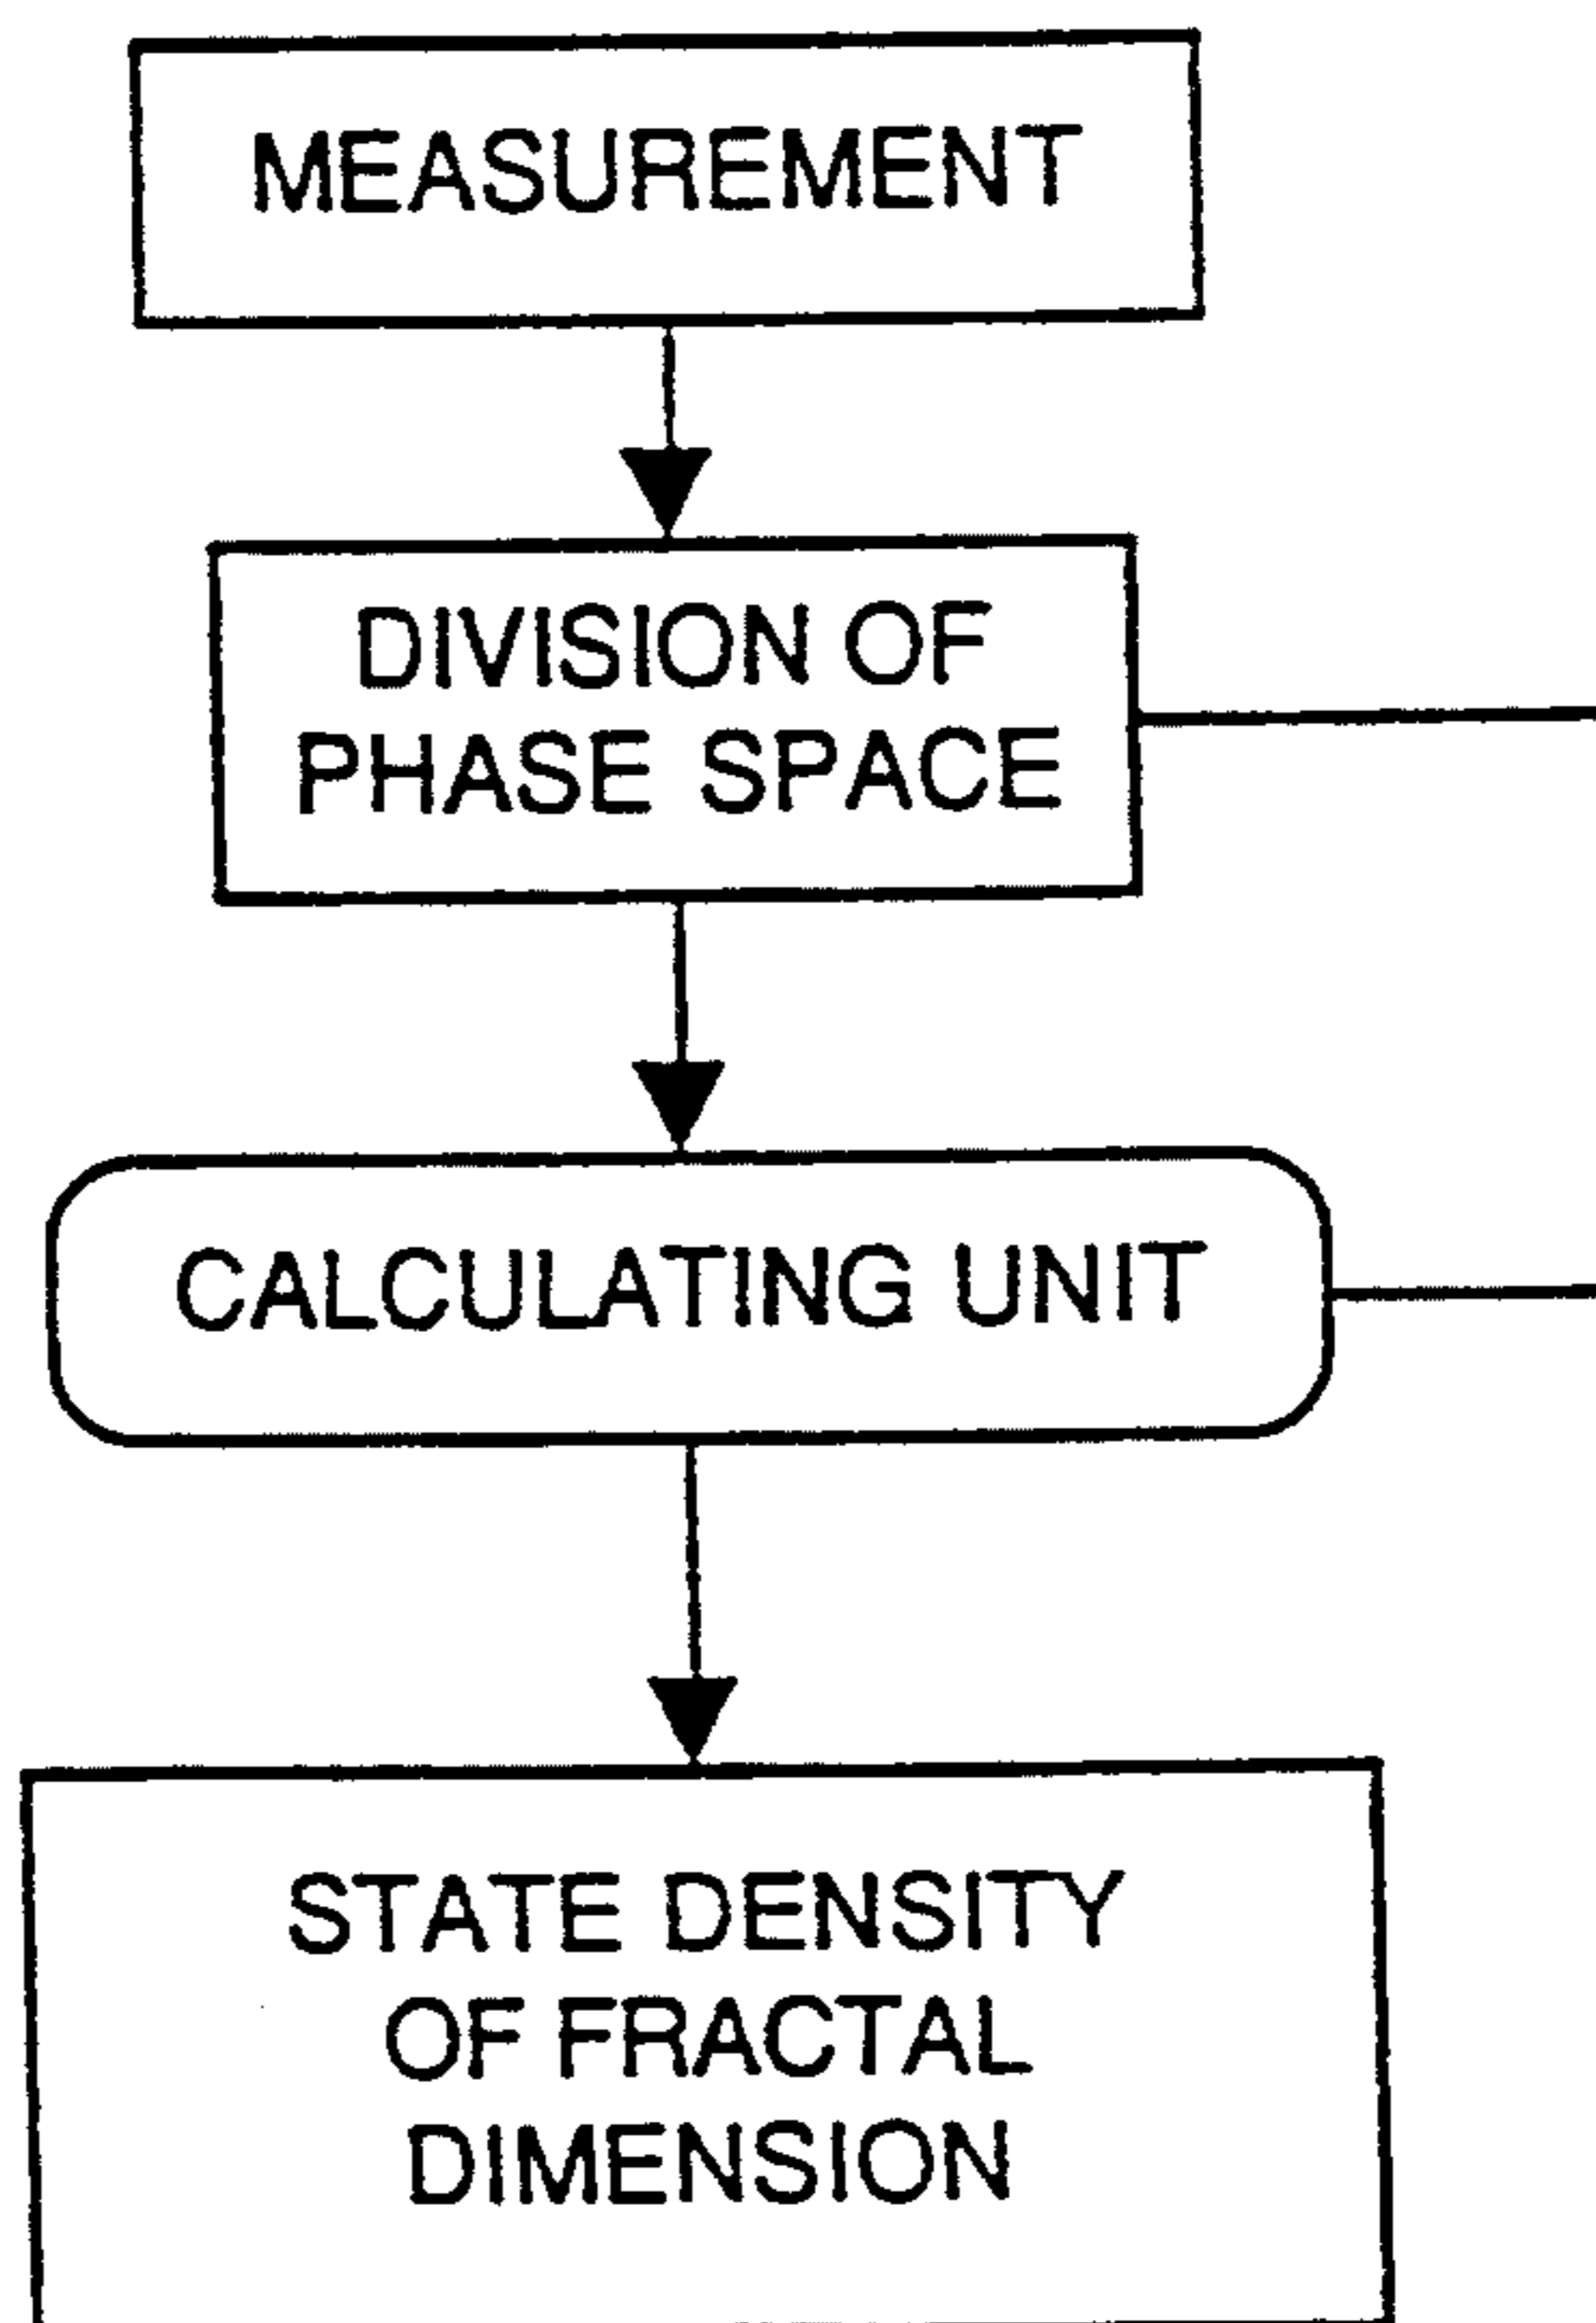 MEASUREMENT
DIVISION OF
PHASE SPACE
CALCULATING UNIT
STATE DENSITY
OF FRACTAL
DIMENSION